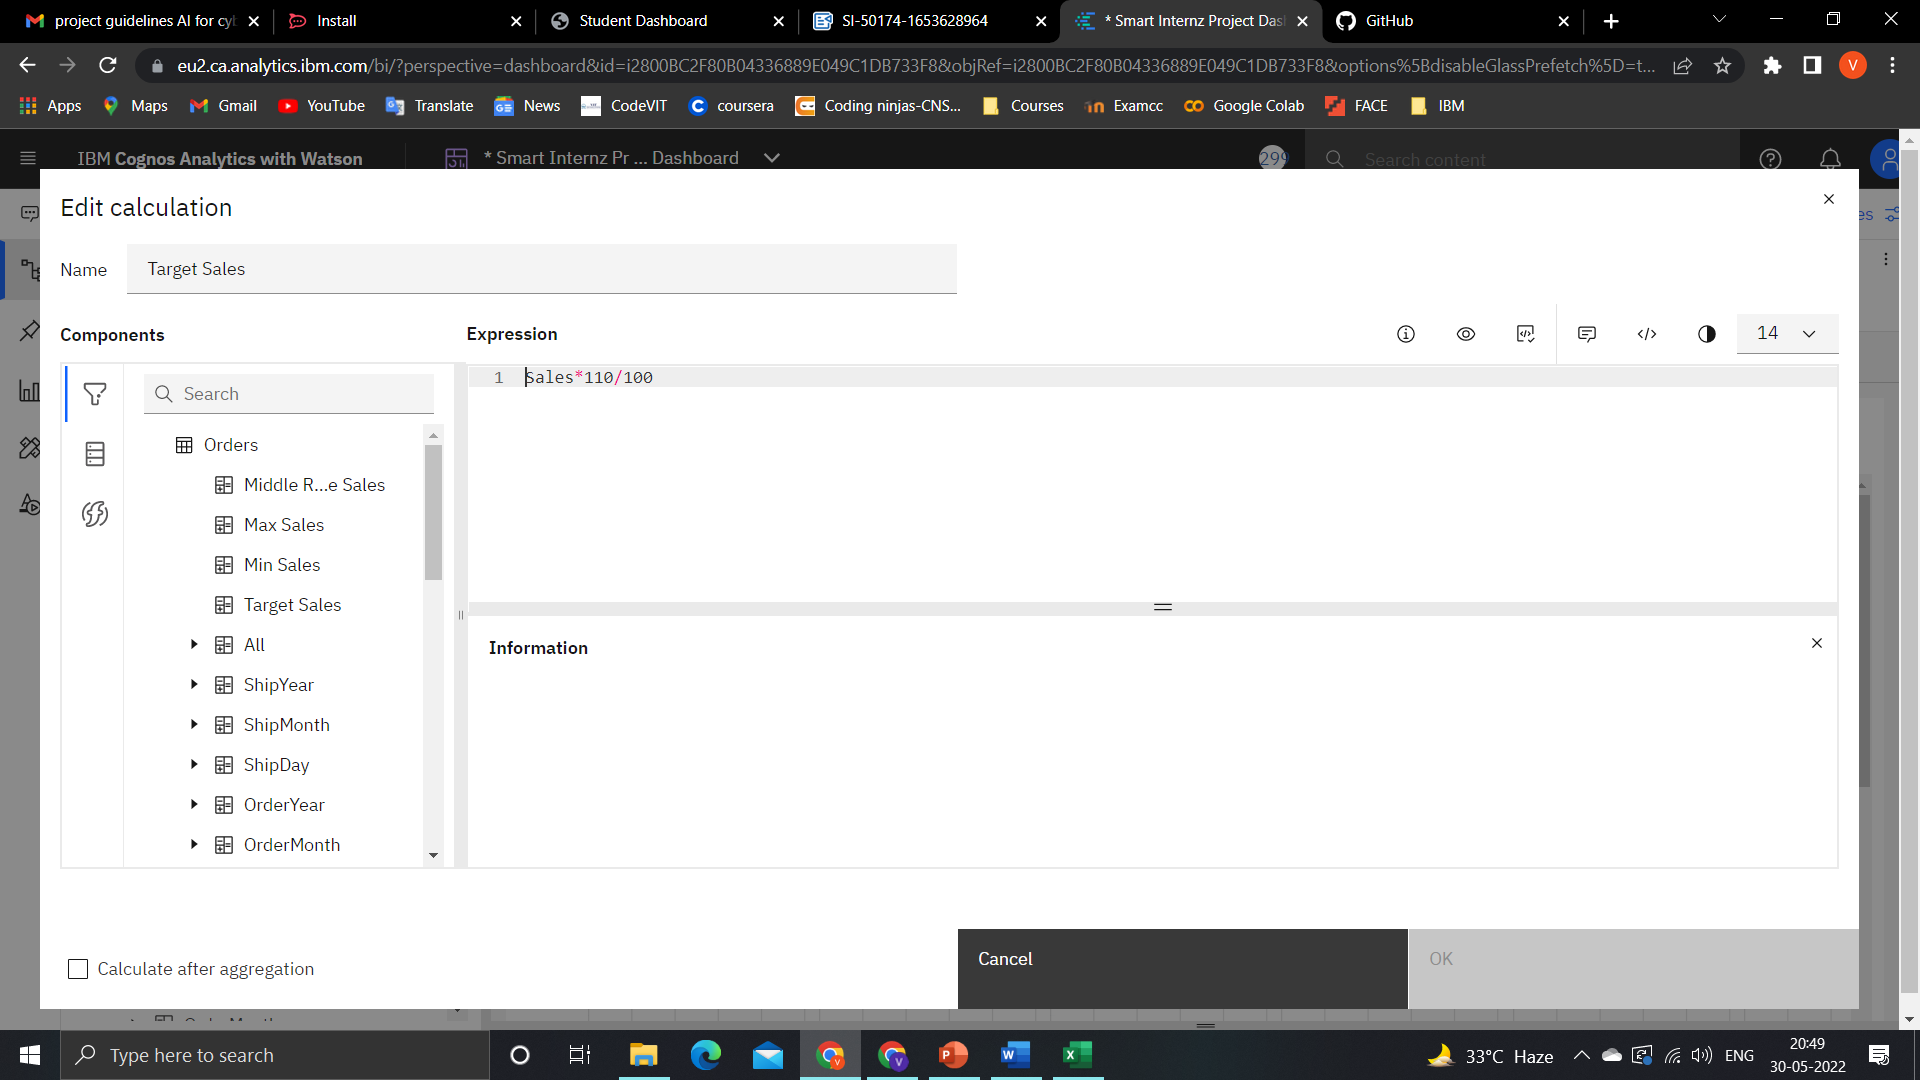 project guidelines AI for cy
Install
Student Dashboard
SI-50174-1653628964
* Smart Internz Project Das
GitHub
eu2.ca.analytics.ibm.com/bi/?perspective=dashboard&id=i2800BC2F80B04336889E049C1DB733F8&objRef=i2800BC2F80B04336889E049C1DB733F8&options%5BdisableGlassPrefetch%5D=t...
V
Apps
Maps
Gmail
YouTube
Translate
News
CodeVIT
coursera
Coding ninjas-CNS...
Courses
Examcc
Google Colab
FACE
IBM
IBM Cognos Analytics with Watson
* Smart Internz Pr ... Dashboard
299
Search content
es
Edit calculation
Name
Target Sales
Components
Expression
14
Search
1
Sales*110/100
Orders
Middle R...e Sales
Max Sales
Min Sales
Target Sales
All
ShipYear
ShipMonth
ShipDay
OrderYear
OrderMonth
Information
Calculate after aggregation
Cancel
OK
Type here to search
33°C Haze
ENG
20:49
30-05-2022